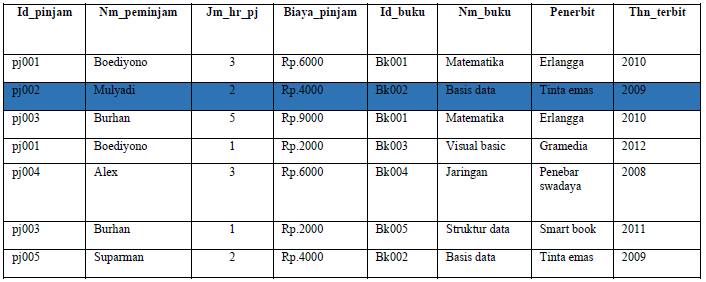 Id_pinjam Nm_peminjam Jm_hr_pj Biaya_pinjam Id_buku Nm_buku Penerbit Thn_terbit
pj001 Boediyono 3 Rp.6000 Bk001 Matematika Erlangga 2010
pj002 Mulyadi 2 Rp.4000 Bk002 Basis data Tinta emas 2009
pj003 Burhan 5 Rp.9000 Bk001 Matematika Erlangga 2010
pj001 Boediyono 1 Rp.2000 Bk003 Visual basic Gramedia 2012
pj004 Alex 3 Rp.6000 Bk004 Jaringan Penebar 2008
swadaya
pj003 Burhan 1 Rp.2000 Bk005 Struktur data Smart book 2011
pj005 Suparman 2 Rp.4000 Bk002 Basis data Tinta emas 2009